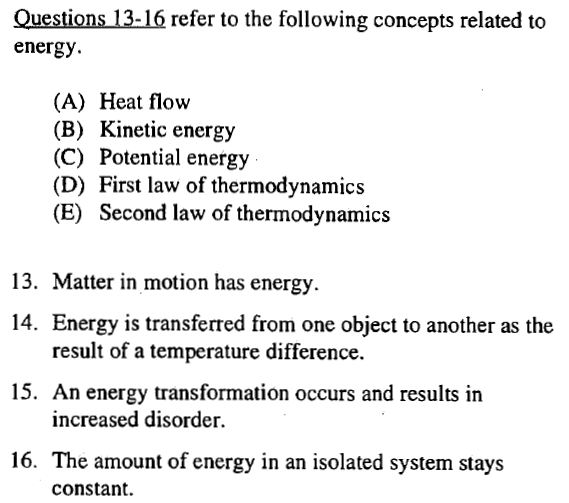 Questions 13-16 refer to the following concepts related to
energy.
(A) Heat flow
(B) Kinetic energy
(C) Potential energy
(D) First law of thermodynamics
(E) Second law of thermodynamics
13. Matter in motion has energy.
14. Energy is transferred from one object to another as the
result of a temperature difference.
15. An energy transformation occurs and results in
increased disorder.
16. The amount of energy in an isolated system stays
constant.